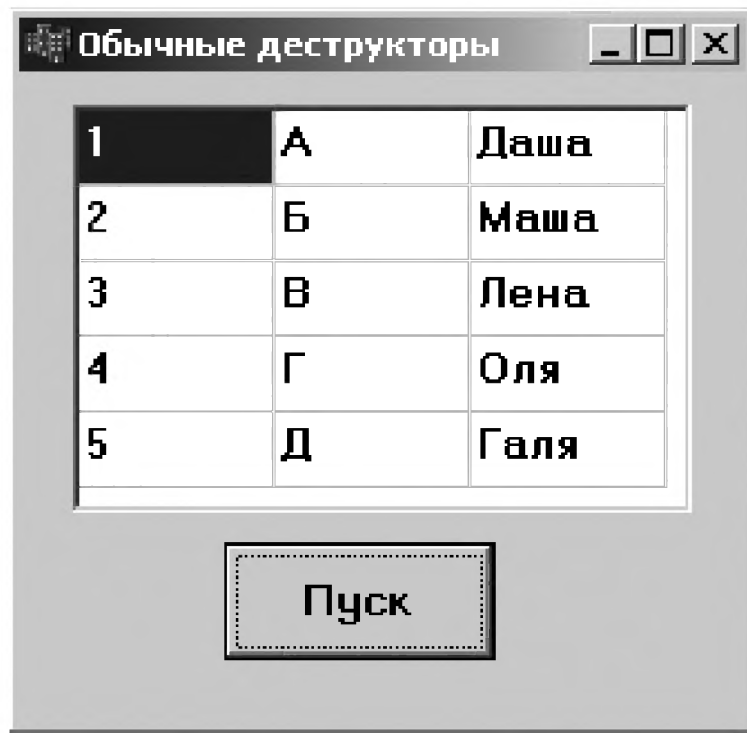 Обычные деструкторы
1 А Даша
2 Б Маша
3 В Лена
4 Г Оля
5 Д Галя
Пуск